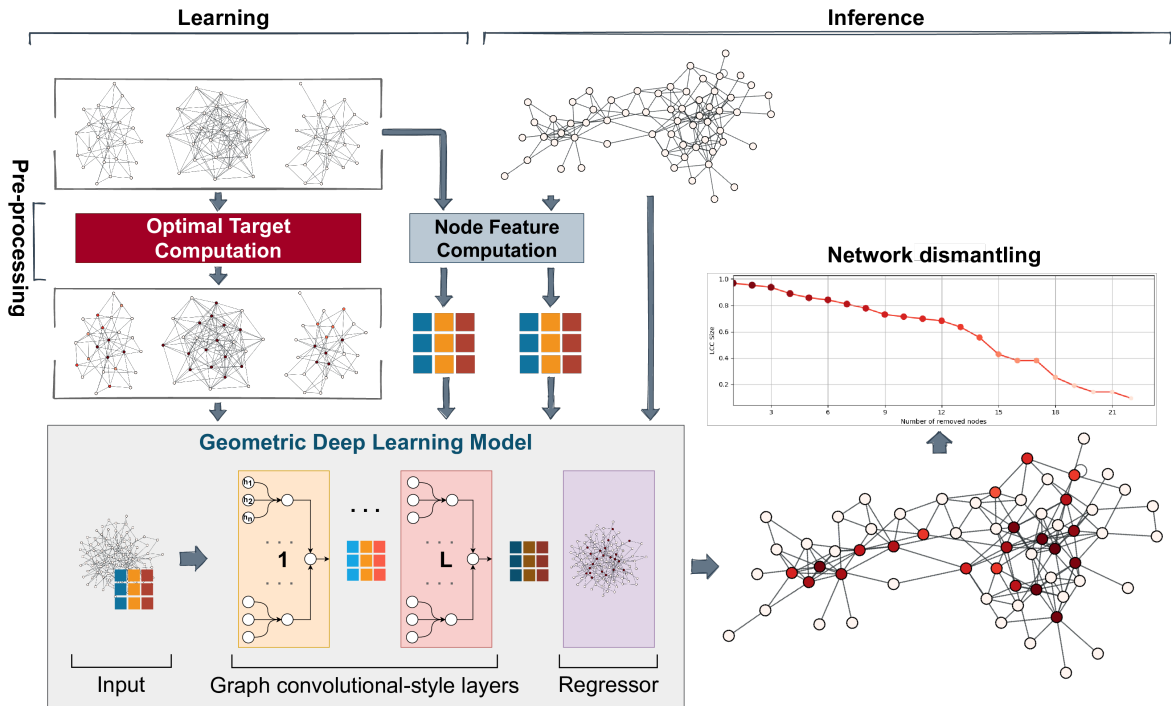 Learning
Inference
Pre-processing
Optimal Target
Computation
Node Feature
Computation
Network dismantling
LCC Size
1.0
0.8
0.6
0.4
0.2
3
6
9
12
15
18
21
Number of removed nodes
Geometric Deep Learning Model
h1
h2
hn
. . .
. . .
1
. . .
. . .
. . .
L
. . .
Input
Graph convolutional-style layers
Regressor